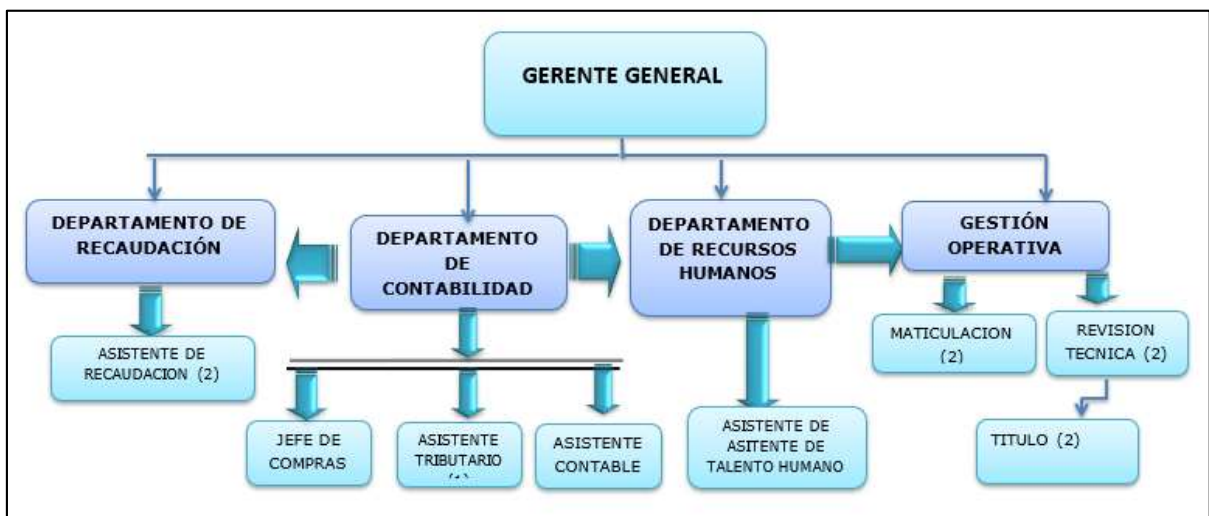 GERENTE GENERAL
DEPARTAMENTO DE
RECAUDACIÓN
DEPARTAMENTO
DE
CONTABILIDAD
DEPARTAMENTO
DE RECURSOS
HUMANOS
GESTIÓN
OPERATIVA
ASISTENTE DE
RECAUDACION (2)
JEFE DE
COMPRAS
ASISTENTE
TRIBUTARIO
ASISTENTE
CONTABLE
ASISTENTE DE
ASITENTE DE
TALENTO HUMANO
MATICULACION
(2)
REVISION
TECNICA (2)
TITULO (2)